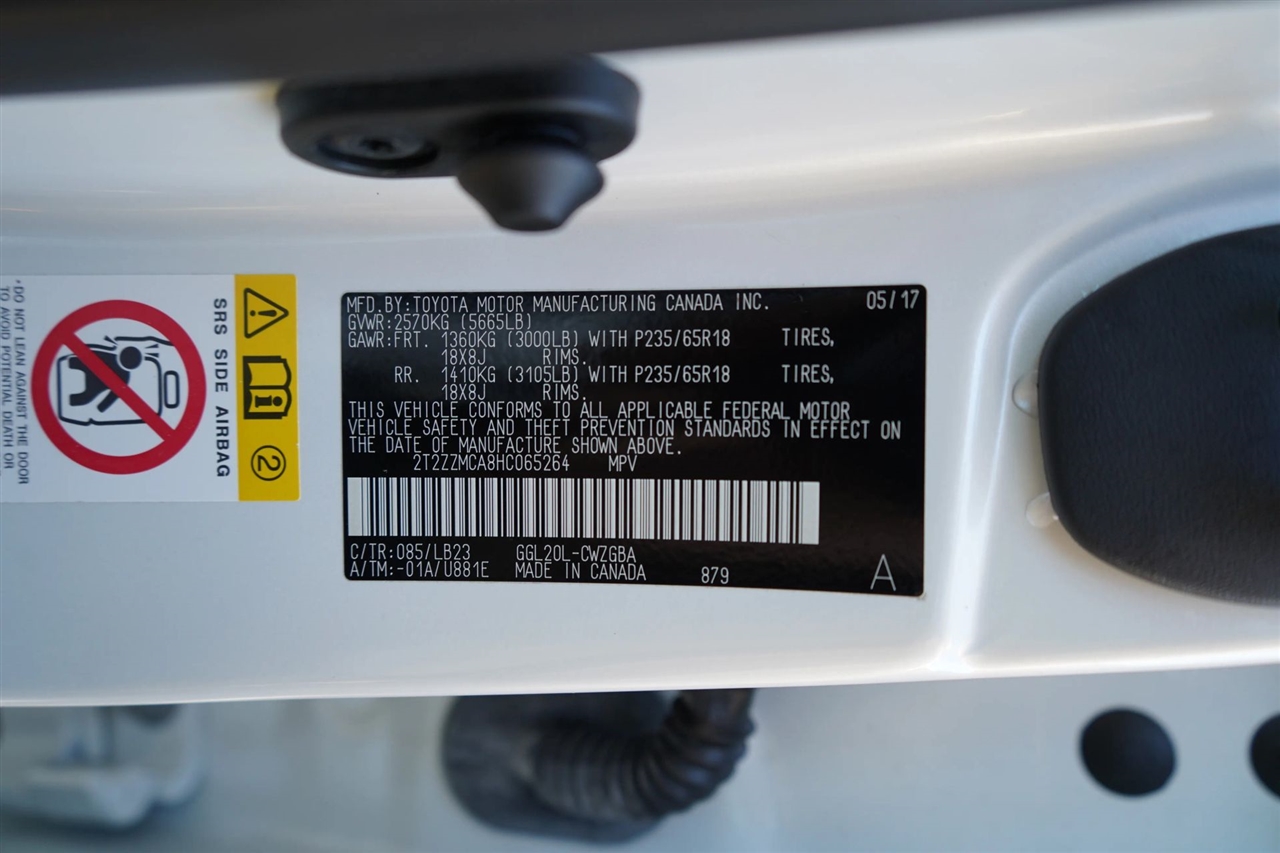 MFD.BY:TOYOTA MOTOR MANUFACTURING CANADA INC. 05/17
GVWR:2570KG (5665LB)
GAWR:FRT. 1360KG (3000LB) WITH P235/65R18 TIRES,
18X8J RIMS.
RR. 1410KG (3105LB) WITH P235/65R18 TIRES,
18X8J RIMS.
THIS VEHICLE CONFORMS TO ALL APPLICABLE FEDERAL MOTOR
VEHICLE SAFETY AND THEFT PREVENTION STANDARDS IN EFFECT ON
THE DATE OF MANUFACTURE SHOWN ABOVE.
2T2ZZMCA8HC065264 MPV
C/TR:085/LB23 GGL20L-CWZGBA
A/TM:-01A/U881E MADE IN CANADA 879 A
SRS SIDE AIRBAG
2
•DO NOT LEAN AGAINST THE DOOR
TO AVOID POTENTIAL DEATH OR